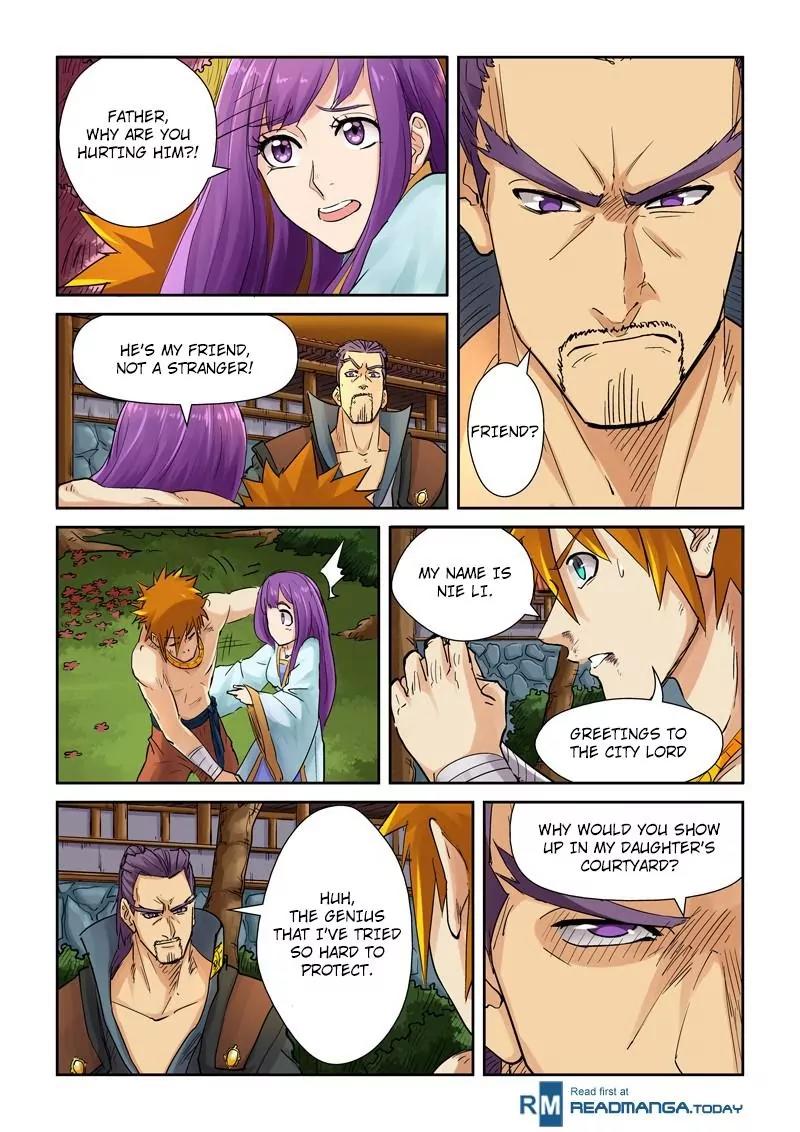 FATHER,
WHY ARE YOU
HURTING HIM?!
HE'S MY FRIEND,
NOT A STRANGER!
FRIEND?
MY NAME IS
NIE LI.
GREETINGS TO
THE CITY LORD
HUH,
THE GENIUS
THAT I'VE TRIED
SO HARD TO
PROTECT.
WHY WOULD YOU SHOW
UP IN MY DAUGHTER'S
COURTYARD?
RM
Read first at
READMANGA.TODAY